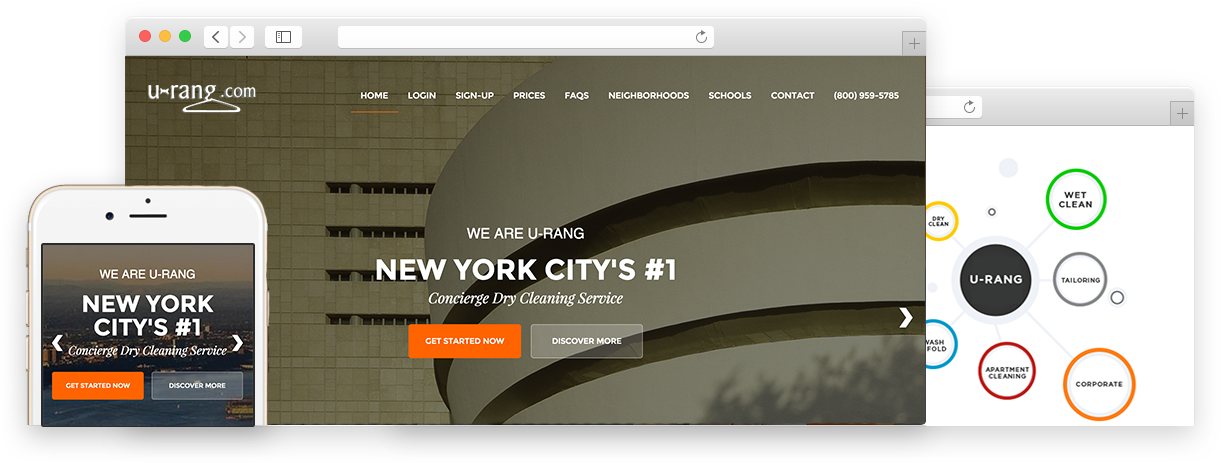 u-rang.com
HOME LOGIN SIGN-UP PRICES FAQS NEIGHBORHOODS SCHOOLS CONTACT (800) 959-5785
WE ARE U-RANG
NEW YORK CITY'S #1
Concierge Dry Cleaning Service
GET STARTED NOW DISCOVER MORE
WE ARE U-RANG
NEW YORK
CITY'S #1
Concierge Dry Cleaning Service
GET STARTED NOW DISCOVER MORE
WET
CLEAN
DRY
CLEAN
U-RANG
TAILORING
WASH
FOLD
APARTMENT
CLEANING
CORPORATE